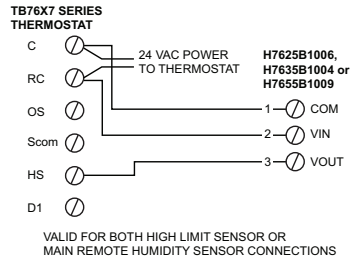 TB76X7 SERIES
THERMOSTAT
C
24 VAC POWER
TO THERMOSTAT
H7625B1006,
H7635B1004 or
H7655B1009
RC
1 COM
OS
2 VIN
Scom
3 VOUT
HS
D1
VALID FOR BOTH HIGH LIMIT SENSOR OR
MAIN REMOTE HUMIDITY SENSOR CONNECTIONS